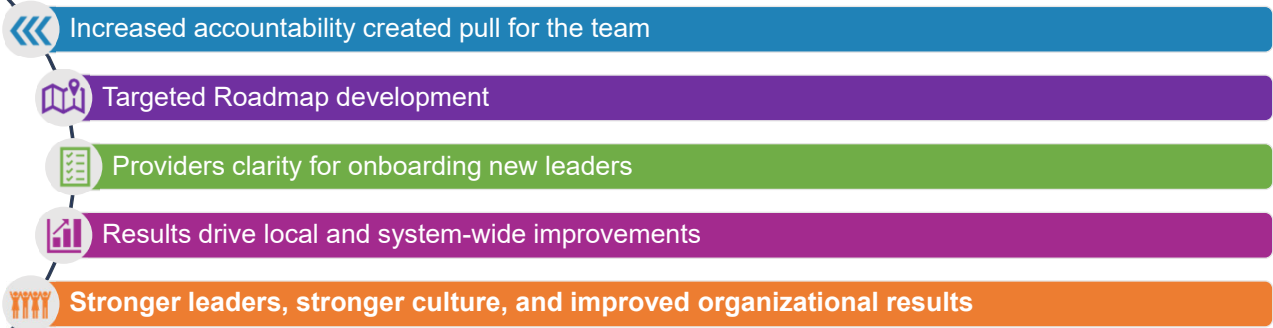 Increased accountability created pull for the team
Targeted Roadmap development
Providers clarity for onboarding new leaders
Results drive local and system-wide improvements
Stronger leaders, stronger culture, and improved organizational results